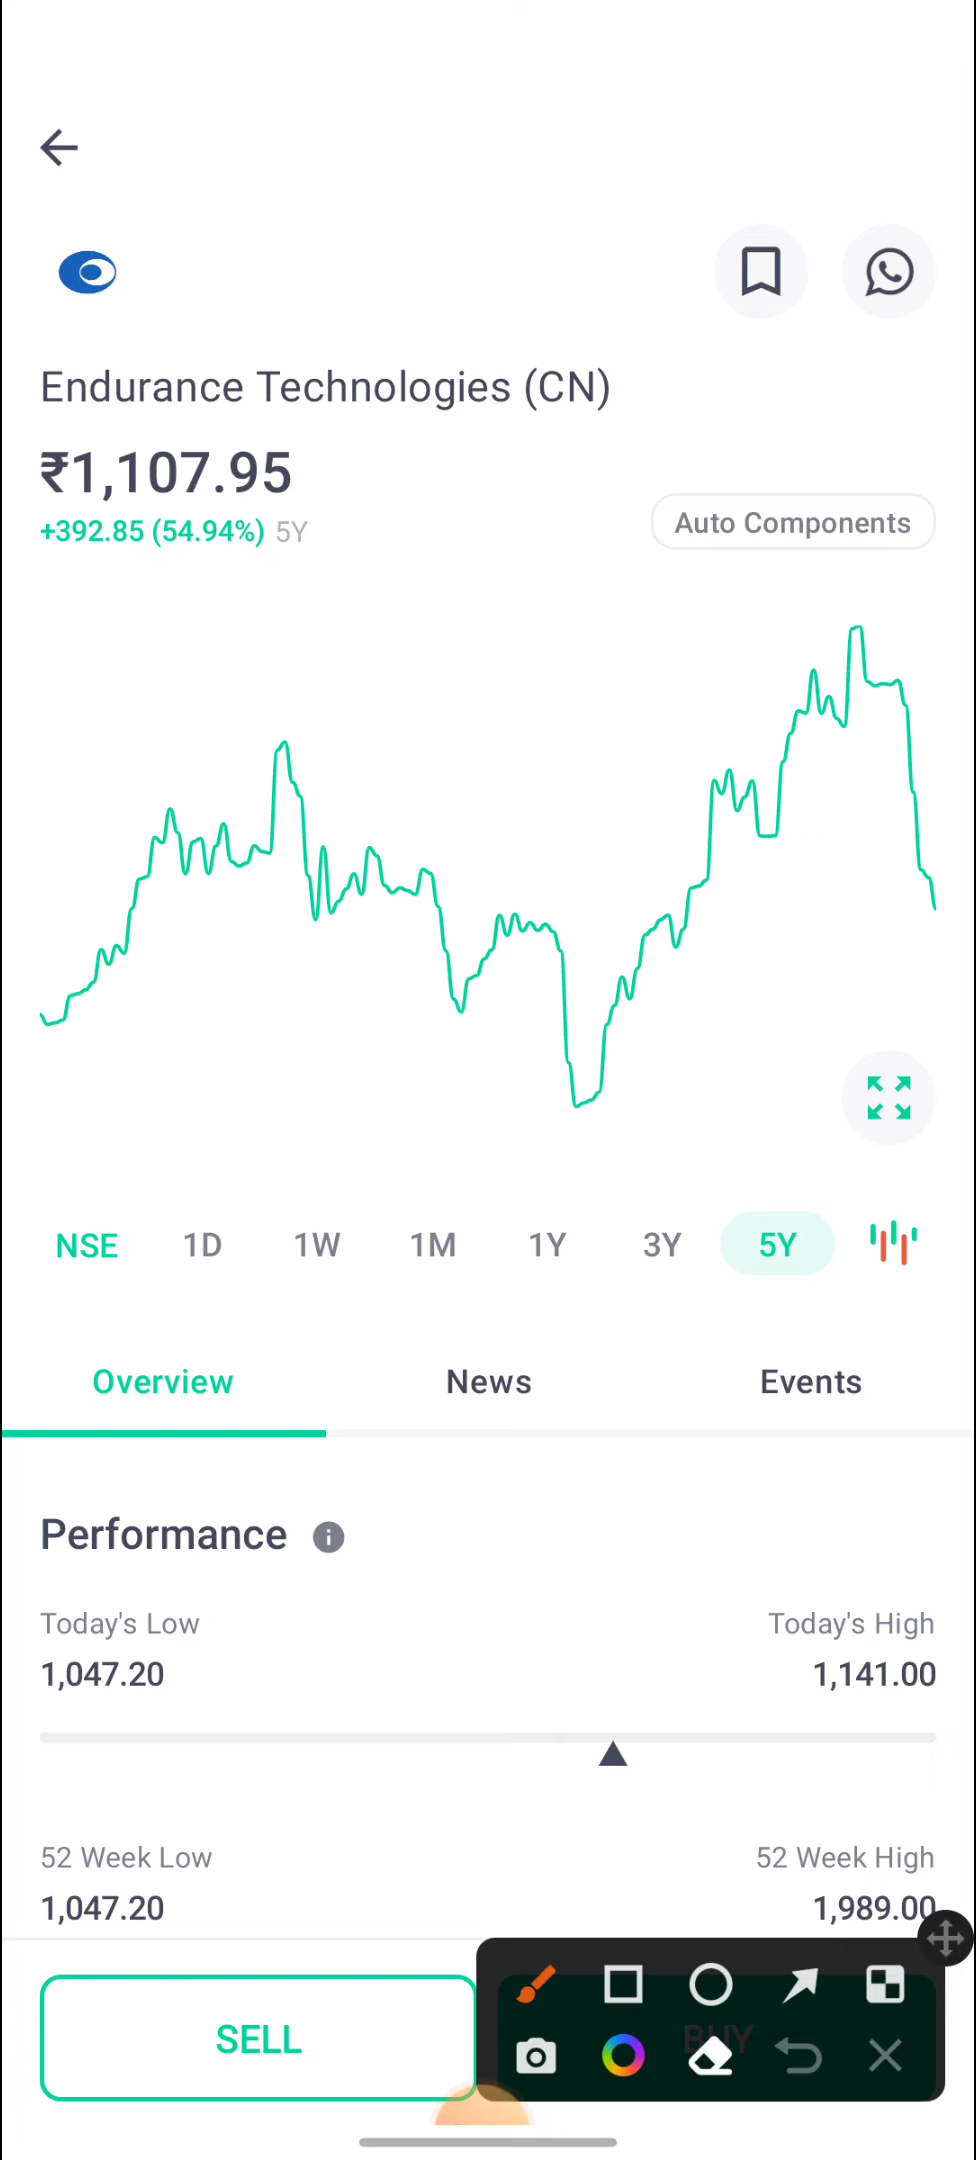 Endurance Technologies (CN)
₹1,107.95
+392.85 (54.94%) 5Y
Auto Components
NSE 1D 1W 1M 1Y 3Y 5Y
Overview News Events
Performance
Today's Low Today's High
1,047.20 1,141.00
52 Week Low 52 Week High
1,047.20 1,989.00
SELL BUY